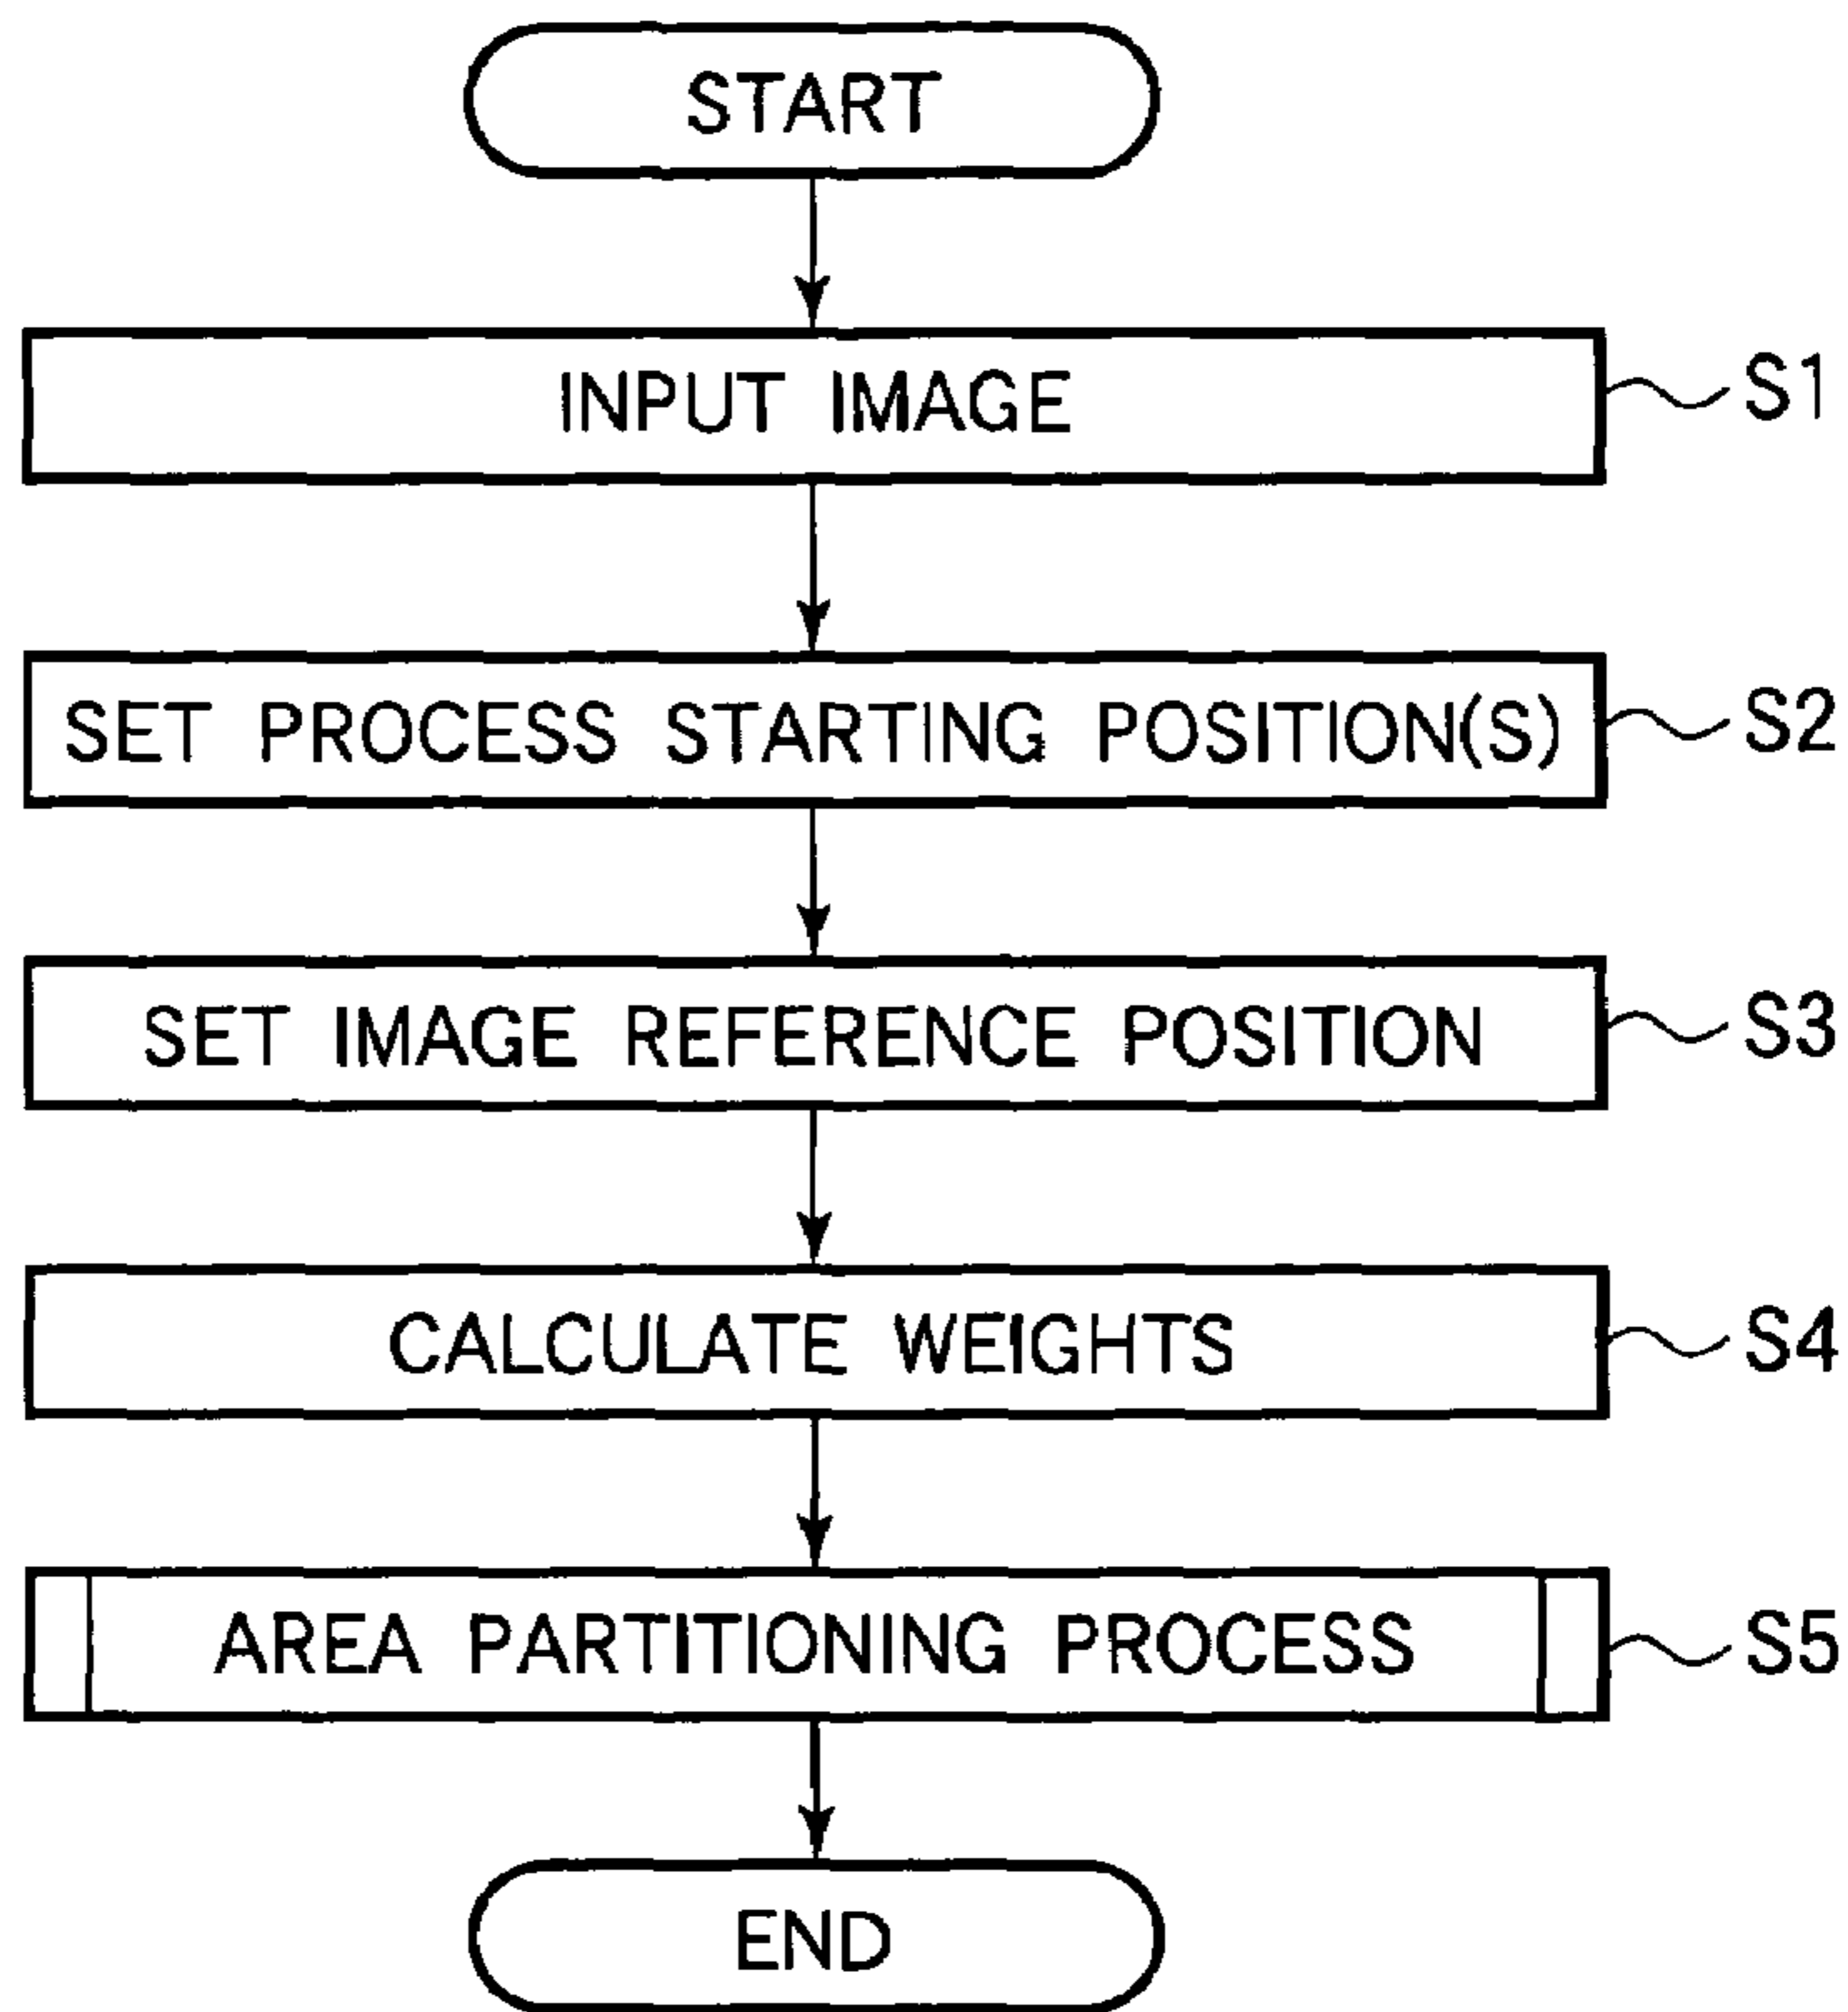 START
INPUT IMAGE
S1
SET PROCESS STARTING POSITION(S)
S2
SET IMAGE REFERENCE POSITION
S3
CALCULATE WEIGHTS
S4
AREA PARTITIONING PROCESS
S5
END